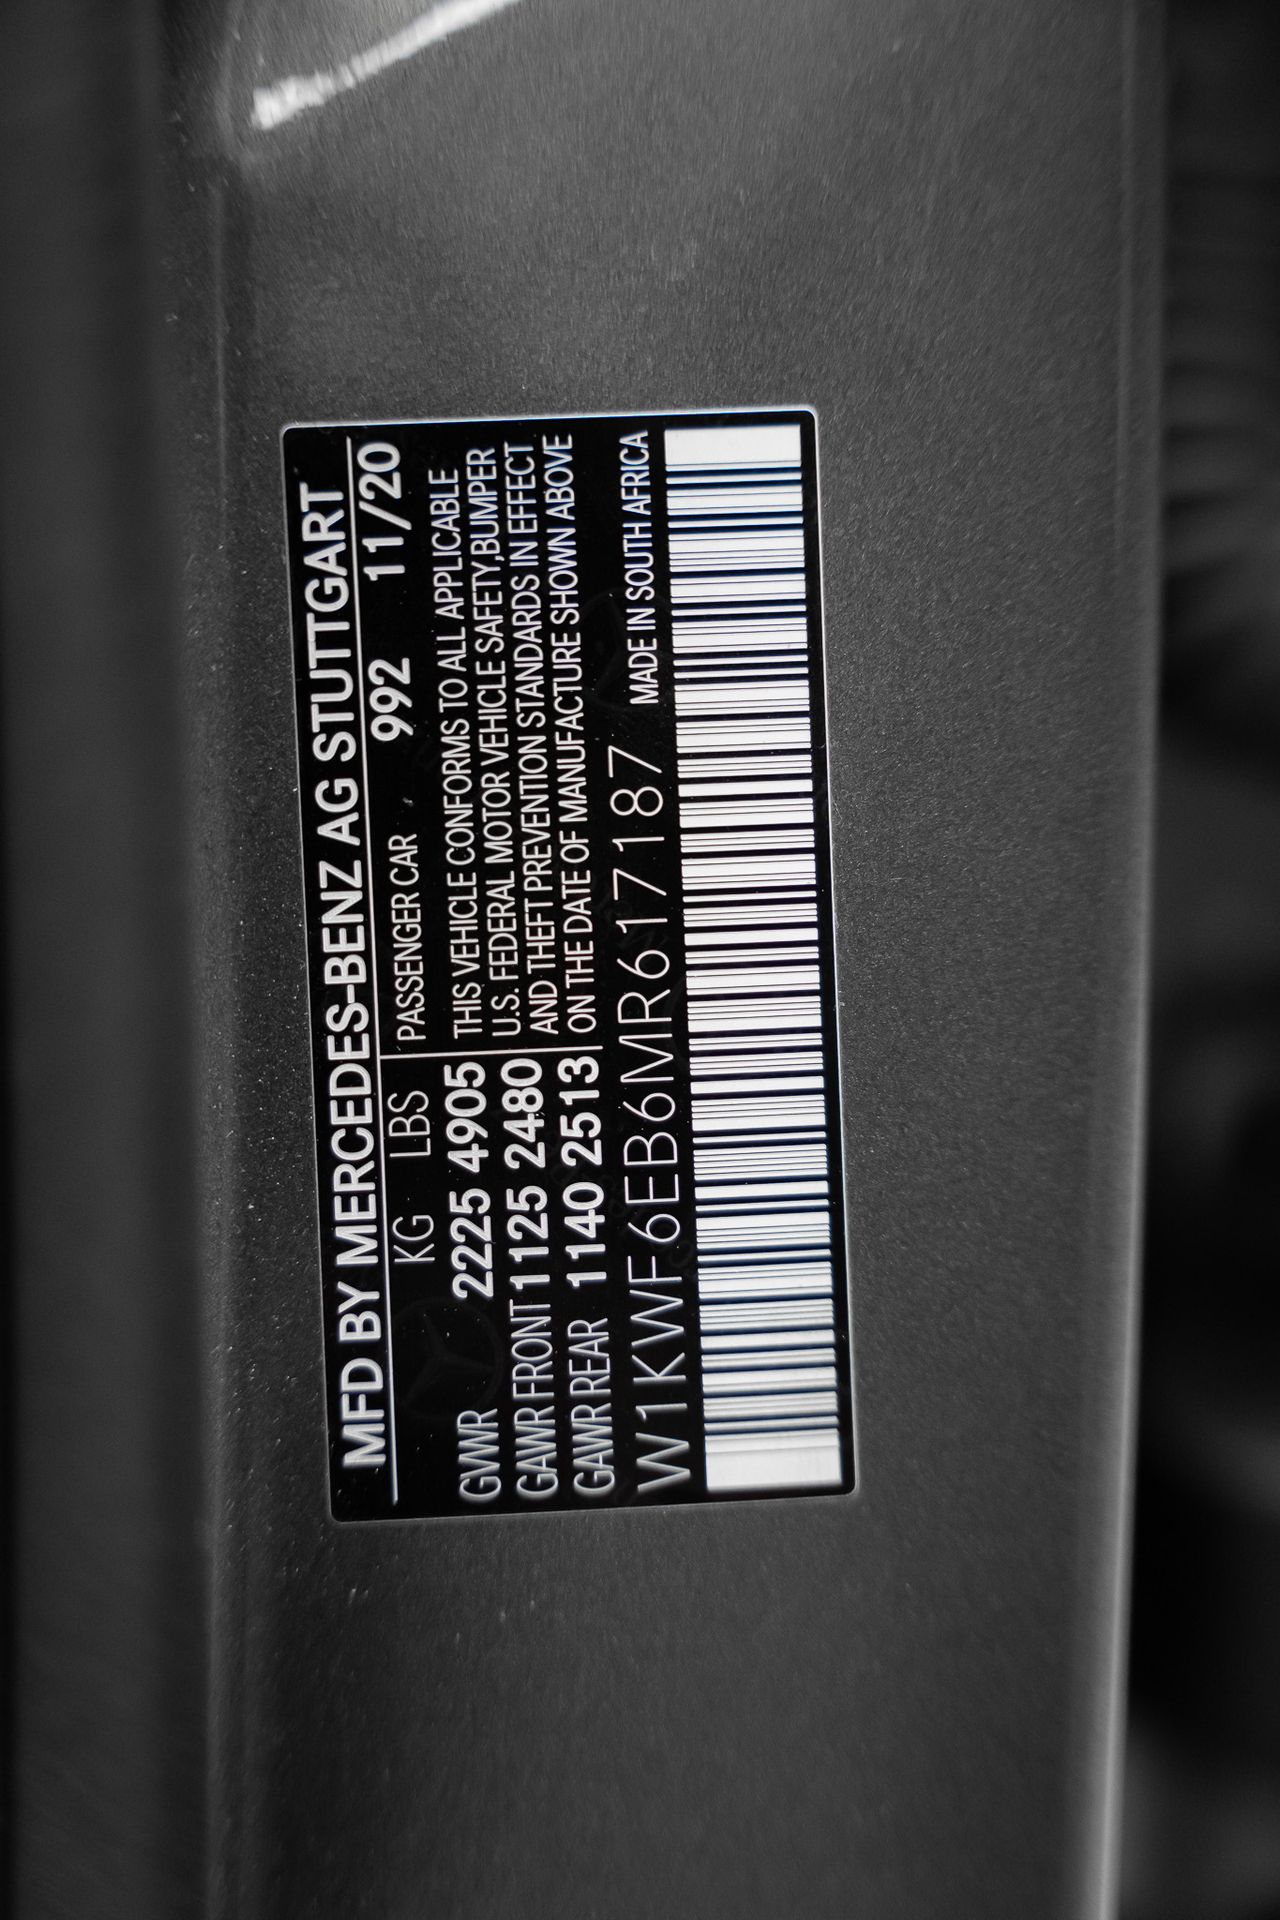 MFD BY MERCEDES-BENZ AG STUTTGART
KG LBS PASSENGER CAR 992 11/20
GVWR 2225 4905
GAWR FRONT 1125 2480
GAWR REAR 1140 2513
THIS VEHICLE CONFORMS TO ALL APPLICABLE
U.S. FEDERAL MOTOR VEHICLE SAFETY,BUMPER
AND THEFT PREVENTION STANDARDS IN EFFECT
ON THE DATE OF MANUFACTURE SHOWN ABOVE
W1KWF6EB6MR617187 MADE IN SOUTH AFRICA